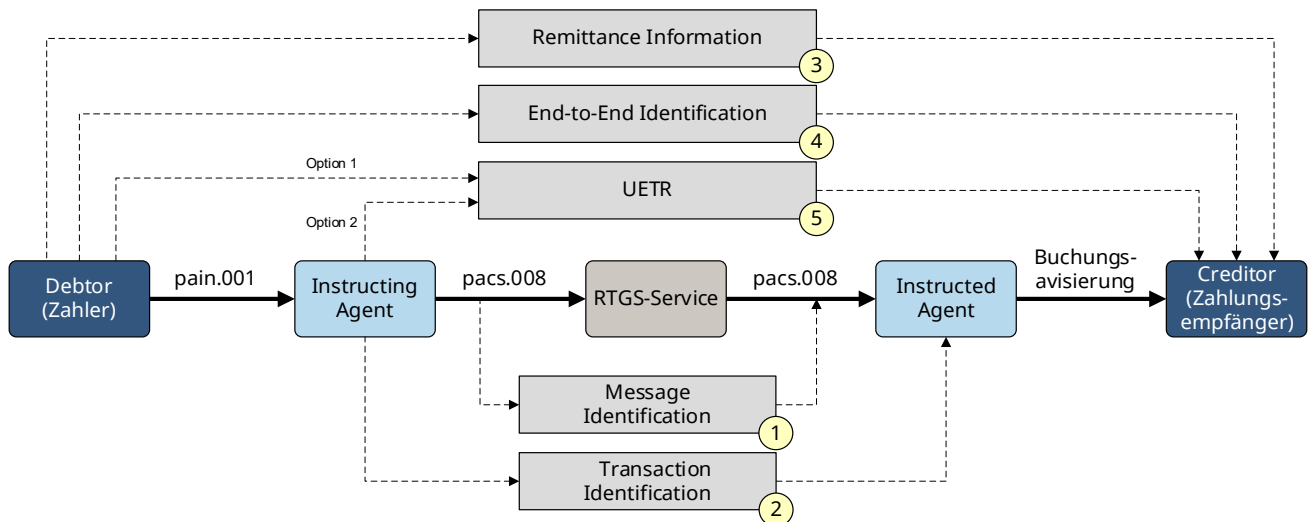 Remittance Information
3
End-to-End Identification
4
Option 1
UETR
Option 2
5
Debtor
(Zahler)
pain.001
Instructing
Agent
pacs.008
RTGS-Service
pacs.008
Instructed
Agent
Buchungs-
avisierung
Creditor
(Zahlungs-
empfänger)
Message
Identification
1
Transaction
Identification
2